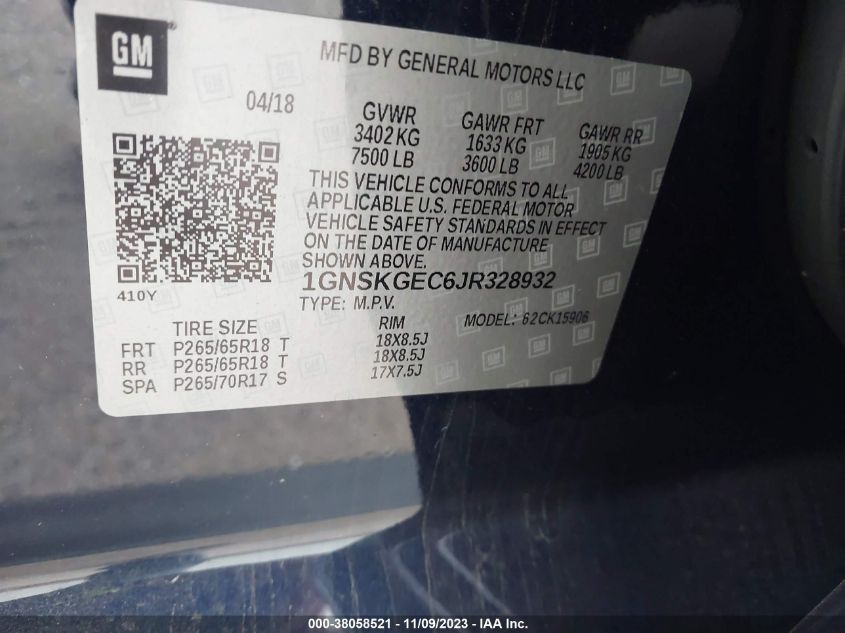 GM
MFD BY GENERAL MOTORS LLC
04/18
GVWR GAWR FRT GAWR RR
3402 KG 1633 KG 1905 KG
7500 LB 3600 LB 4200 LB
THIS VEHICLE CONFORMS TO ALL
APPLICABLE U.S. FEDERAL MOTOR
VEHICLE SAFETY STANDARDS IN EFFECT
ON THE DATE OF MANUFACTURE
SHOWN ABOVE.
410Y
1GNSKGEC6JR328932
TYPE: M.P.V. MODEL: 62CK15906
TIRE SIZE RIM
FRT P265/65R18 T 18X8.5J
RR P265/65R18 T 18X8.5J
SPA P265/70R17 S 17X7.5J
000-38058521 - 11/09/2023 - IAA Inc.